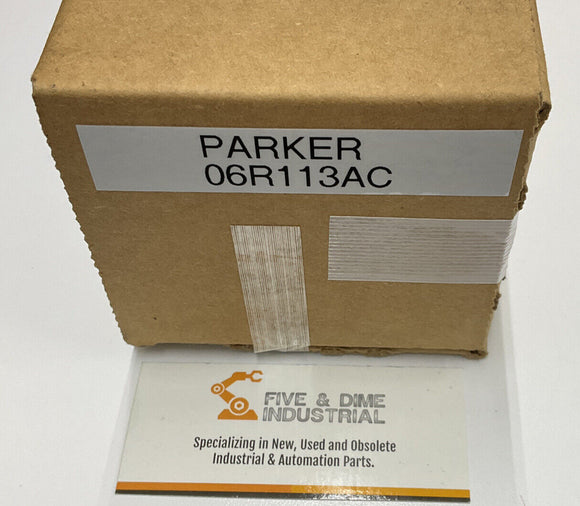 PARKER
06R113AC
FIVE & DIME
INDUSTRIAL
Specializing in New, Used and Obsolete
Industrial & Automation Parts.